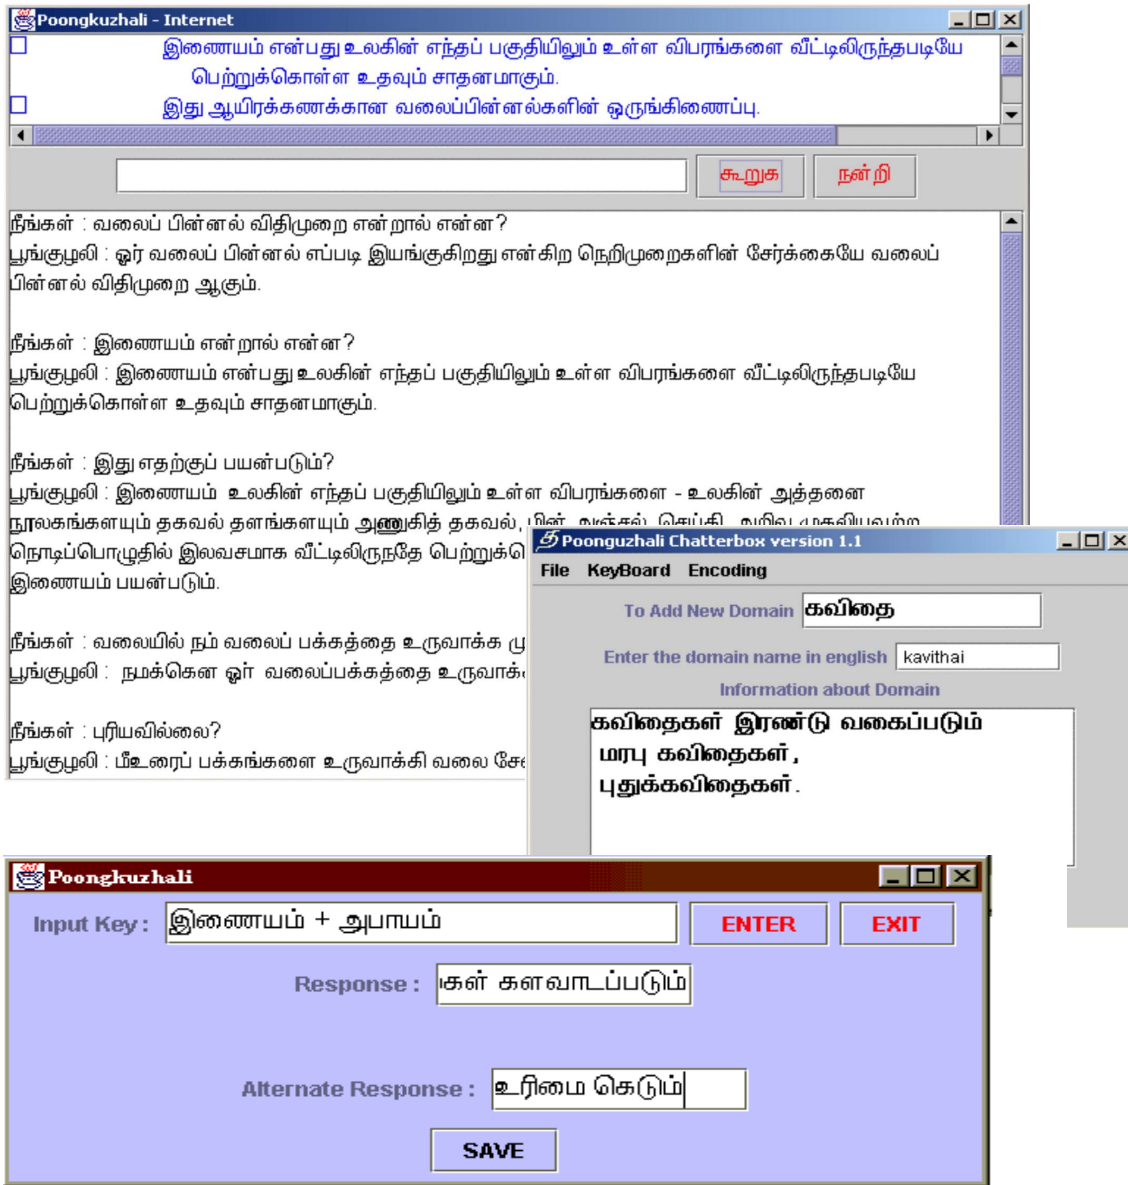 Poongkuzhali - Internet
இணையம் என்பது உலகின் எந்தப் பகுதியிலும் உள்ள விபரங்களை வீட்டிலிருந்தபடியே
பெற்றுக்கொள்ள உதவும் சாதனமாகும்.
இது ஆயிரக்கணக்கான வலைப்பின்னல்களின் ஒருங்கிணைப்பு.
கூறுக நன்றி
நீங்கள் : வலைப் பின்னல் விதிமுறை என்றால் என்ன?
பூங்குழலி : ஓர் வலைப் பின்னல் எப்படி இயங்குகிறது என்கிற நெறிமுறைகளின் சேர்க்கையே வலைப்
பின்னல் விதிமுறை ஆகும்.
நீங்கள் : இணையம் என்றால் என்ன?
பூங்குழலி : இணையம் என்பது உலகின் எந்தப் பகுதியிலும் உள்ள விபரங்களை வீட்டிலிருந்தபடியே
பெற்றுக்கொள்ள உதவும் சாதனமாகும்.
நீங்கள் : இது எதற்குப் பயன்படும்?
பூங்குழலி : இணையம் உலகின் எந்தப் பகுதியிலும் உள்ள விபரங்களை - உலகின் அத்தனை
நூலகங்களயும் தகவல் தளங்களயும் அணுகித் தகவல்,
நொடிப்பொழுதில் இலவசமாக வீட்டிலிருநதே
இணையம் பயன்படும்.
நீங்கள் : வலையில் நம் வலைப் பக்கத்தை உருவாக்க
பூங்குழலி : நமக்கென ஓர் வலைப்பக்கத்தை
நீங்கள் : புரியவில்லை?
பூங்குழலி : மீஉரைப் பக்கங்களை உருவாக்கி வலை
Poonguzhali Chatterbox version 1.1
File KeyBoard Encoding
To Add New Domain கவிதை
Enter the domain name in english kavithai
Information about Domain
கவிதைகள் இரண்டு வகைப்படும்
மரபு கவிதைகள்,
புதுக்கவிதைகள்.
Poongkuzhali
Input Key : இணையம் + அபாயம் ENTER EXIT
Response : கள் களவாடப்படும்
Alternate Response : உரிமை கெடும்
SAVE